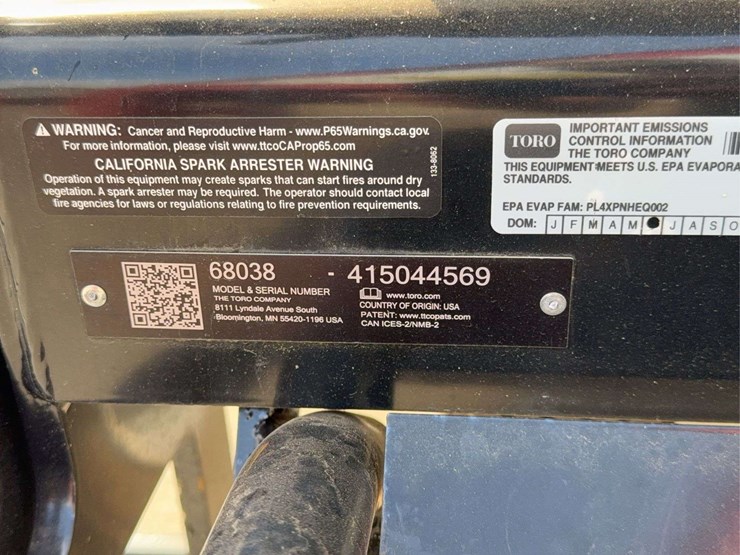 WARNING: Cancer and Reproductive Harm - www.P65Warnings.ca.gov.
For more information, please visit www.ttcoCAProp65.com
CALIFORNIA SPARK ARRESTER WARNING
Operation of this equipment may create sparks that can start fires around dry
vegetation. A spark arrester may be required. The operator should contact local
fire agencies for laws or regulations relating to fire prevention requirements.
133-8062
TORO
IMPORTANT EMISSIONS
CONTROL INFORMATION
THE TORO COMPANY
THIS EQUIPMENT MEETS U.S. EPA EVAPORA
STANDARDS.
EPA EVAP FAM: PL4XPNHEQ002
DOM: J F M A M J A S O
68038 - 415044569
MODEL & SERIAL NUMBER
THE TORO COMPANY
8111 Lyndale Avenue South
Bloomington, MN 55420-1196 USA
www.toro.com
COUNTRY OF ORIGIN: USA
PATENT: www.ttcopats.com
CAN ICES-2/NMB-2